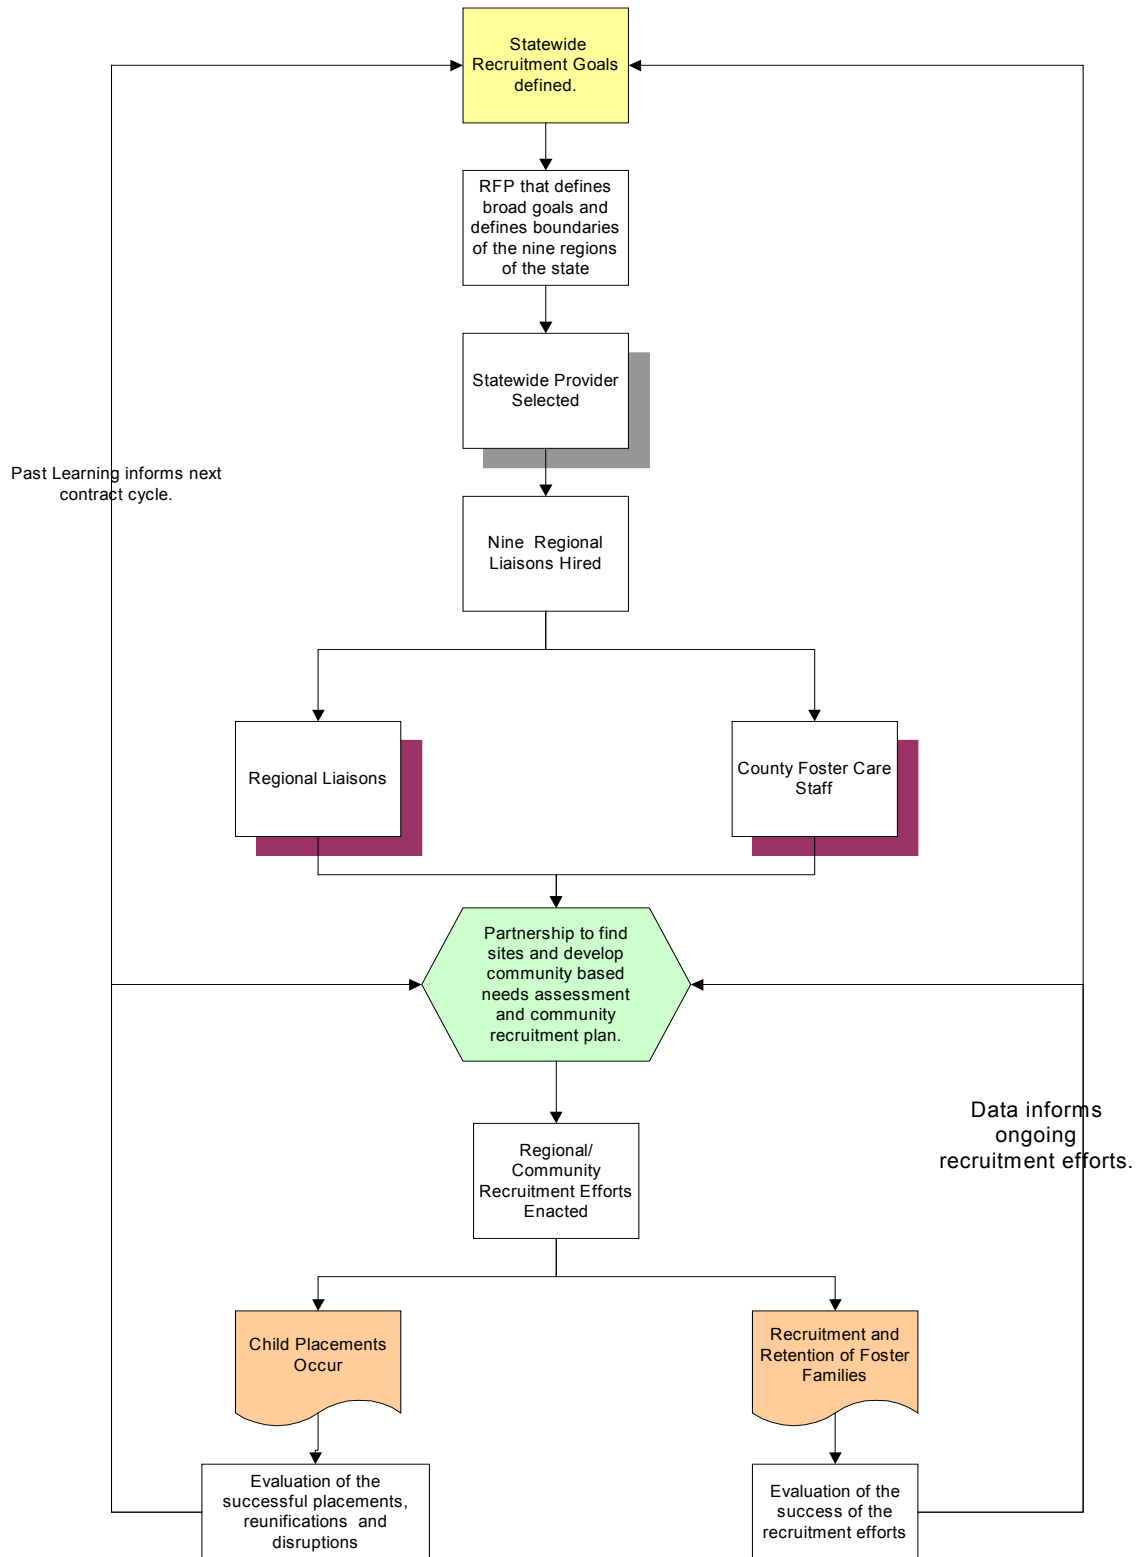 Statewide
Recruitment Goals
defined.
RFP that defines
broad goals and
defines boundaries
of the nine regions
of the state
Statewide Provider
Selected
Past Learning informs next
contract cycle.
Nine Regional
Liaisons Hired
Regional Liaisons
County Foster Care
Staff
Partnership to find
sites and develop
community based
needs assessment
and community
recruitment plan.
Data informs
ongoing
recruitment efforts.
Regional/
Community
Recruitment Efforts
Enacted
Child Placements
Occur
Recruitment and
Retention of Foster
Families
Evaluation of the
successful placements,
reunifications and
disruptions
Evaluation of the
success of the
recruitment efforts